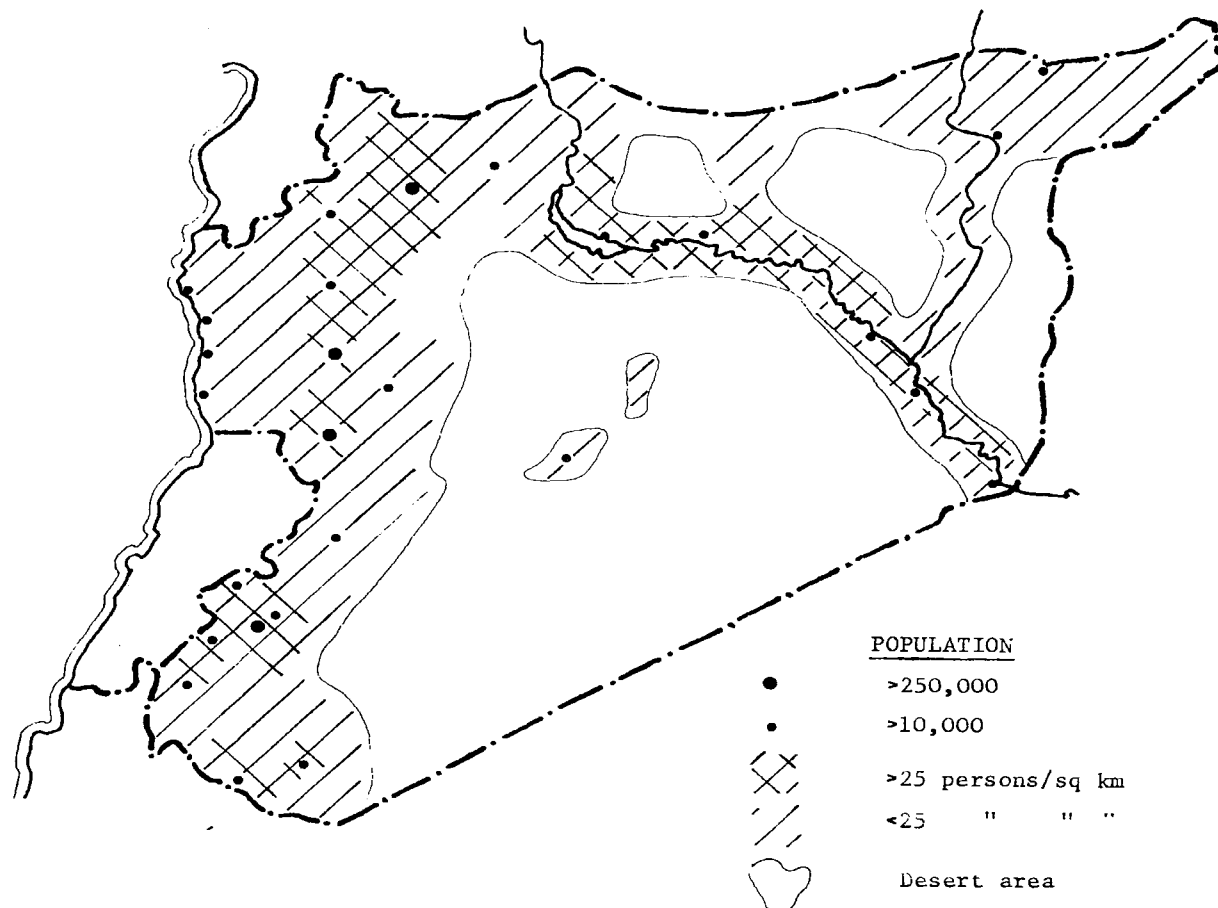 POPULATION
>250,000
>10,000
>25 persons/sq km
<25 " " "
Desert area